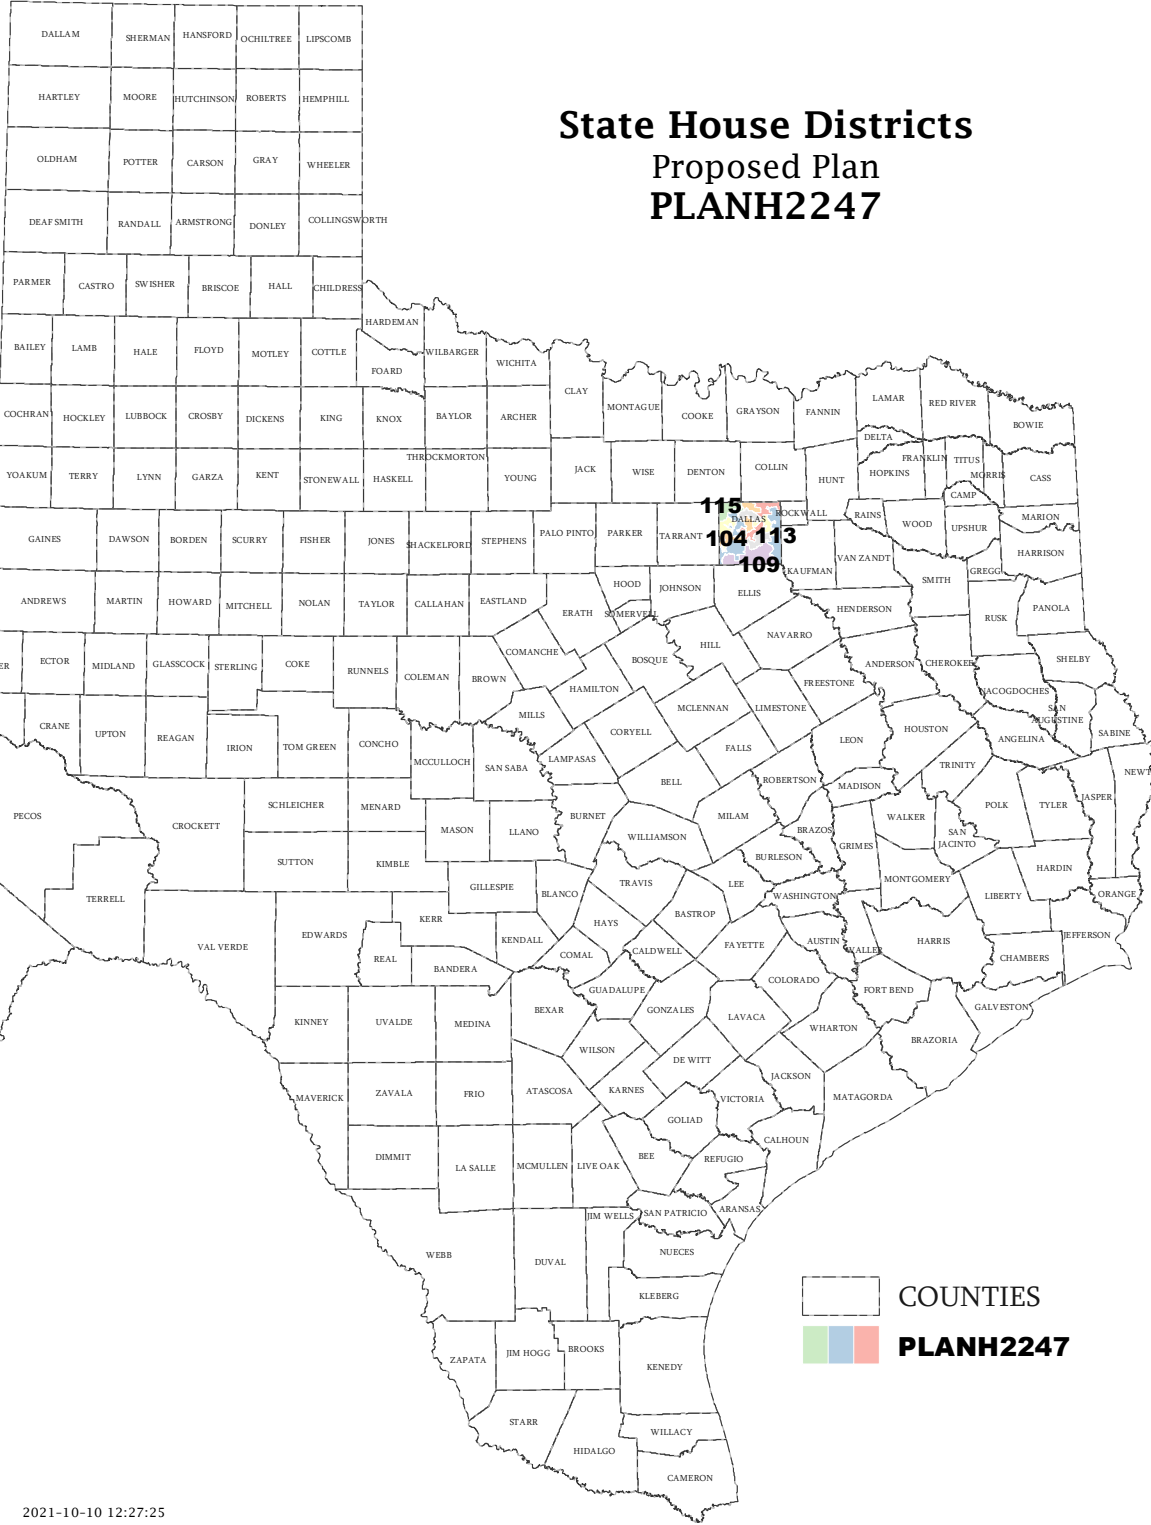 State House Districts
Proposed Plan
PLANH2247
DALLAM SHERMAN HANSFORD OCHILTREE LIPSCOMB
HARTLEY MOORE HUTCHINSON ROBERTS HEMPHILL
OLDHAM POTTER CARSON GRAY WHEELER
DEAF SMITH RANDALL ARMSTRONG DONLEY COLLINGSWORTH
PARMER CASTRO SWISHER BRISCOE HALL CHILDRESS
HARDEMAN
BAILEY LAMB HALE FLOYD MOTLEY COTTLE WILBARGER WICHITA
FOARD
CLAY
COCHRAN HOCKLEY LUBBOCK CROSBY DICKENS KING KNOX BAYLOR ARCHER MONTAGUE COOKE GRAYSON FANNIN LAMAR RED RIVER BOWIE
DELTA
THROCKMORTON FRANKLIN TITUS
YOAKUM TERRY LYNN GARZA KENT STONEWALL HASKELL YOUNG JACK WISE DENTON COLLIN HUNT HOPKINS MORRIS CASS
CAMP
115
GAINES DAWSON BORDEN SCURRY FISHER JONES SHACKELFORD STEPHENS PALO PINTO PARKER TARRANT DALLAS ROCKWALL RAINS WOOD UPSHUR MARION
104 113
109
KAUFMAN VAN ZANDT SMITH GREGG HARRISON
ANDREWS MARTIN HOWARD MITCHELL NOLAN TAYLOR CALLAHAN EASTLAND ERATH HOOD SOMERVELL JOHNSON ELLIS HENDERSON RUSK PANOLA
ER ECTOR MIDLAND GLASSCOCK STERLING COKE RUNNELS COLEMAN BROWN COMANCHE BOSQUE HILL NAVARRO ANDERSON CHEROKEE SHELBY
HAMILTON FREESTONE NACOGDOCHES
CRANE UPTON REAGAN IRION TOM GREEN CONCHO MILLS CORYELL MCLENNAN LIMESTONE LEON HOUSTON ANGELINA SAN
AUGUSTINE SABINE
MCCULLOCH SAN SABA LAMPASAS BELL FALLS ROBERTSON MADISON TRINITY NEWT
PECOS CROCKETT SCHLEICHER MENARD MASON LLANO BURNET WILLIAMSON MILAM BRAZOS WALKER POLK TYLER JASPER
SAN
JACINTO
SUTTON KIMBLE BURLESON GRIMES HARDIN
TERRELL GILLESPIE BLANCO TRAVIS LEE WASHINGTON MONTGOMERY LIBERTY ORANGE
VAL VERDE EDWARDS KERR KENDALL HAYS BASTROP FAYETTE AUSTIN WALLER HARRIS JEFFERSON
REAL BANDERA COMAL CALDWELL COLORADO CHAMBERS
KINNEY UVALDE MEDINA BEXAR GUADALUPE GONZALES LAVACA WHARTON FORT BEND GALVESTON
WILSON DE WITT BRAZORIA
MAVERICK ZAVALA FRIO ATASCOSA KARNES JACKSON MATAGORDA
VICTORIA
GOLIAD
DIMMIT LA SALLE MCMULLEN LIVE OAK BEE REFUGIO CALHOUN
JIM WELLS SAN PATRICIO ARANSAS
WEBB DUVAL NUECES
KLEBERG
ZAPATA JIM HOGG BROOKS KENEDY
STARR HIDALGO WILLACY
CAMERON
COUNTIES
PLANH2247
2021-10-10 12:27:25